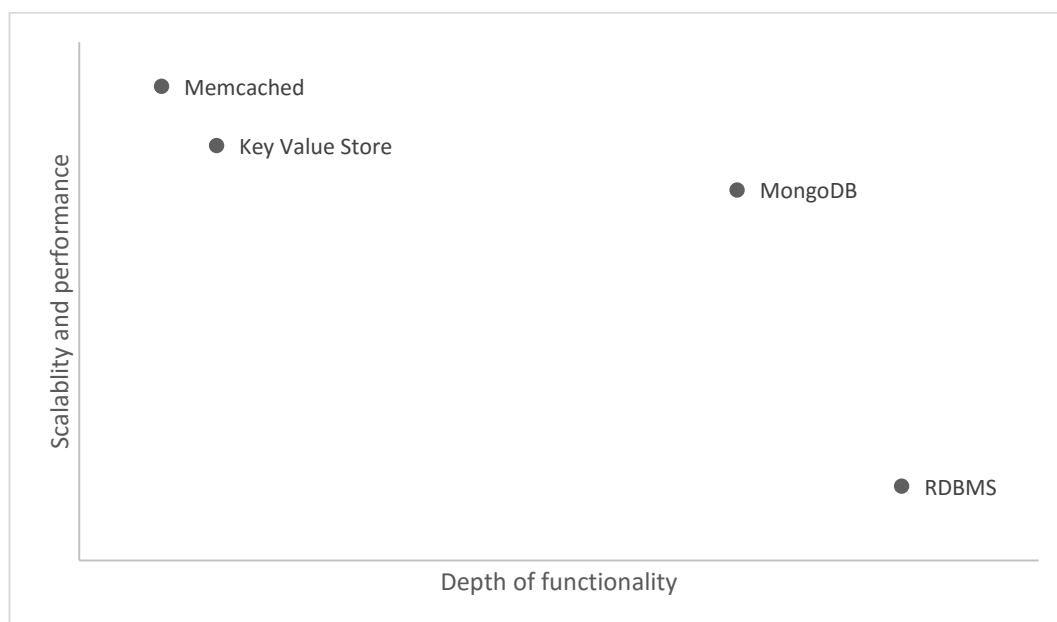 Memcached
Key Value Store
MongoDB
RDBMS
Scalablity and performance
Depth of functionality